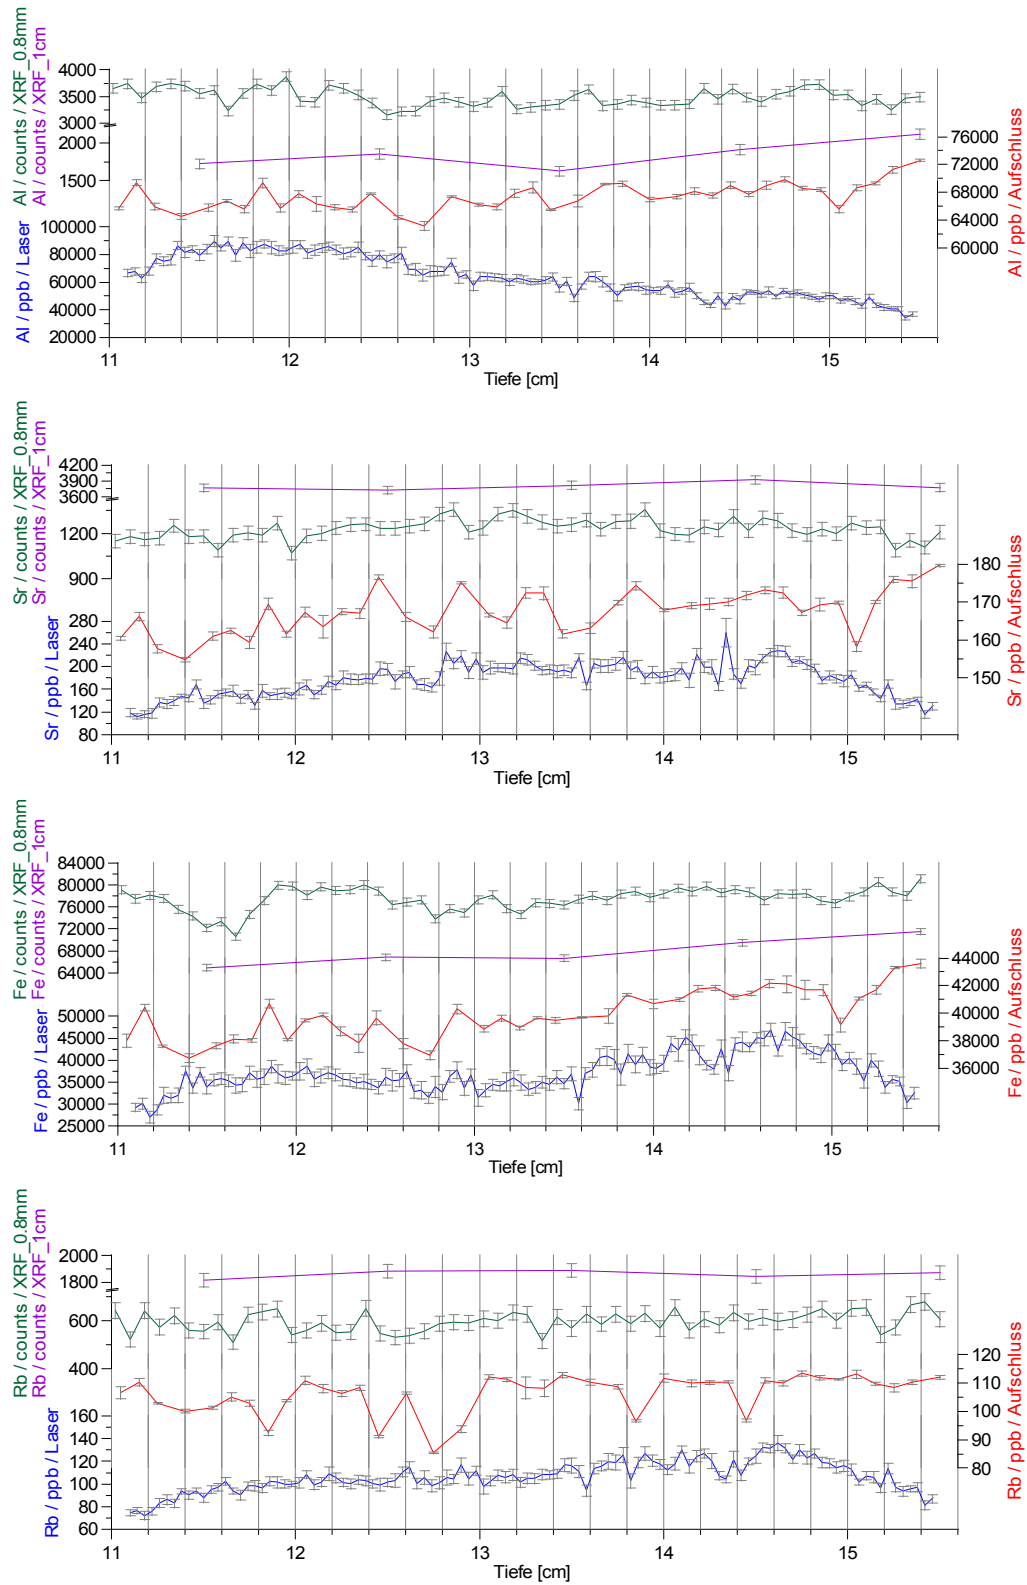 Al / counts / XRF_0.8mm
Al / counts / XRF_1cm
Al / ppb / Laser
4000
3500
3000
2000
1500
100000
80000
60000
40000
20000
76000
72000
68000
64000
60000
Al / ppb / Aufschluss
11 12 13 14 15
Tiefe [cm]
Sr / counts / XRF_0.8mm
Sr / counts / XRF_1cm
Sr / ppb / Laser
4200
3900
3600
1200
900
280
240
200
160
120
80
180
170
160
150
Sr / ppb / Aufschluss
11 12 13 14 15
Tiefe [cm]
Fe / counts / XRF_0.8mm
Fe / counts / XRF_1cm
Fe / ppb / Laser
84000
80000
76000
72000
68000
64000
50000
45000
40000
35000
30000
25000
44000
42000
40000
38000
36000
Fe / ppb / Aufschluss
11 12 13 14 15
Tiefe [cm]
Rb / counts / XRF_0.8mm
Rb / counts / XRF_1cm
Rb / ppb / Laser
2000
1800
600
400
160
140
120
100
80
60
120
110
100
90
80
Rb / ppb / Aufschluss
11 12 13 14 15
Tiefe [cm]